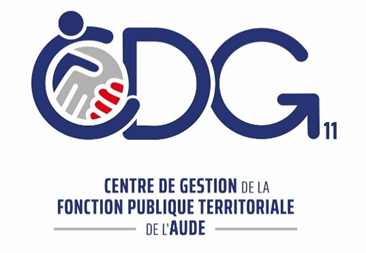 CDG 11
CENTRE DE GESTION DE LA
FONCTION PUBLIQUE TERRITORIALE
DE L'AUDE